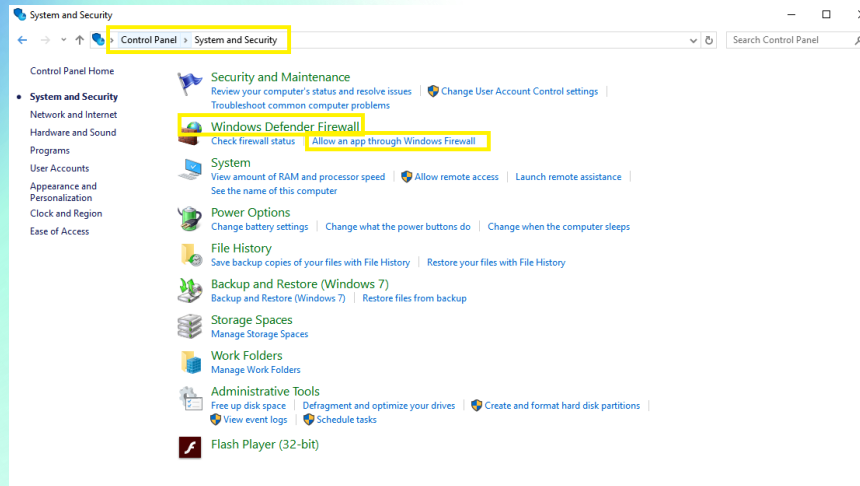 System and Security
Control Panel › System and Security
Search Control Panel
Control Panel Home
System and Security
Network and Internet
Hardware and Sound
Programs
User Accounts
Appearance and
Personalization
Clock and Region
Ease of Access
Security and Maintenance
Review your computer's status and resolve issues Change User Account Control settings
Troubleshoot common computer problems
Windows Defender Firewall
Check firewall status Allow an app through Windows Firewall
System
View amount of RAM and processor speed Allow remote access Launch remote assistance
See the name of this computer
Power Options
Change battery settings Change what the power buttons do Change when the computer sleeps
File History
Save backup copies of your files with File History Restore your files with File History
Backup and Restore (Windows 7)
Backup and Restore (Windows 7) Restore files from backup
Storage Spaces
Manage Storage Spaces
Work Folders
Manage Work Folders
Administrative Tools
Free up disk space Defragment and optimize your drives Create and format hard disk partitions
View event logs Schedule tasks
Flash Player (32-bit)